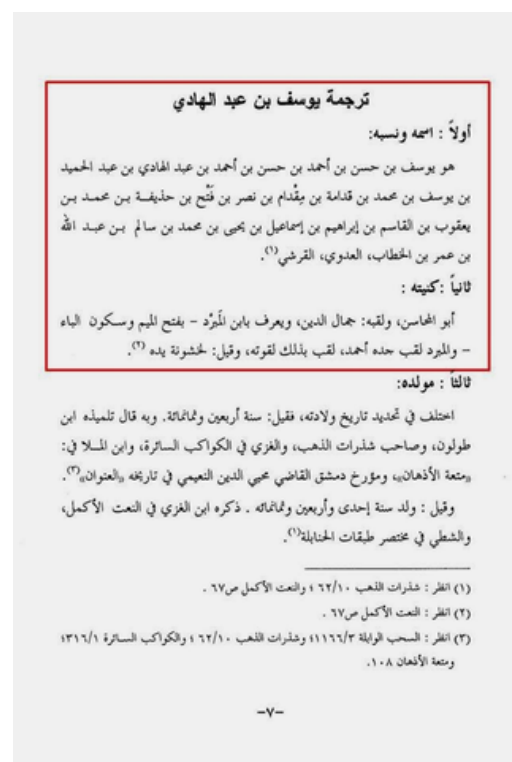 ترجمة يوسف بن عبد الهادي
أولاً : اسمه ونسبه:
هو يوسف بن حسن بن أحمد بن حسن بن أحمد بن عبد الهادي بن عبد الحميد
بن يوسف بن محمد بن قدامة بن مِقْدام بن نصر بن فَتْح بن حذيفة بن محمد بن
يعقوب بن القاسم بن إبراهيم بن إسماعيل بن يحيى بن محمد بن سالم بن عبد الله
بن عمر بن الخطاب، العدوي، القرشي(١).
ثانياً :كنيته :
أبو المحاسن، ولقبه: جمال الدين، ويعرف بابن المَبْرد – بفتح الميم وسكون الباء
– والمبرد لقب جده أحمد، لقب بذلك لقوته، وقيل: لخشونة يده (٢).
ثالثاً : مولده:
اختلف في تحديد تاريخ ولادته، فقيل: سنة أربعين وثمانمائة. وبه قال تلميذه ابن
طولون، وصاحب شذرات الذهب، والغزي في الكواكب السائرة، وابن الملا في:
«متعة الأذهان»، ومؤرخ دمشق القاضي محيي الدين النعيمي في تاريخه «العنوان»(٣).
وقيل : ولد سنة إحدى وأربعين وثمانمائه . ذكره ابن الغزي في النعت الأكمل،
والشطي في مختصر طبقات الحنابلة(١).
(١) انظر : شذرات الذهب ٦٢/١٠ ؛ والنعت الأكمل ص٦٧ .
(٢) انظر : النعت الأكمل ص٦٧ .
(٣) انظر : السحب الوابلة ١١٦٦/٣؛ وشذرات الذهب ٦٢/١٠ ؛ والكواكب السائرة ٣١٦/١؛
ومتعة الأذهان ١٠٨.
–٧–